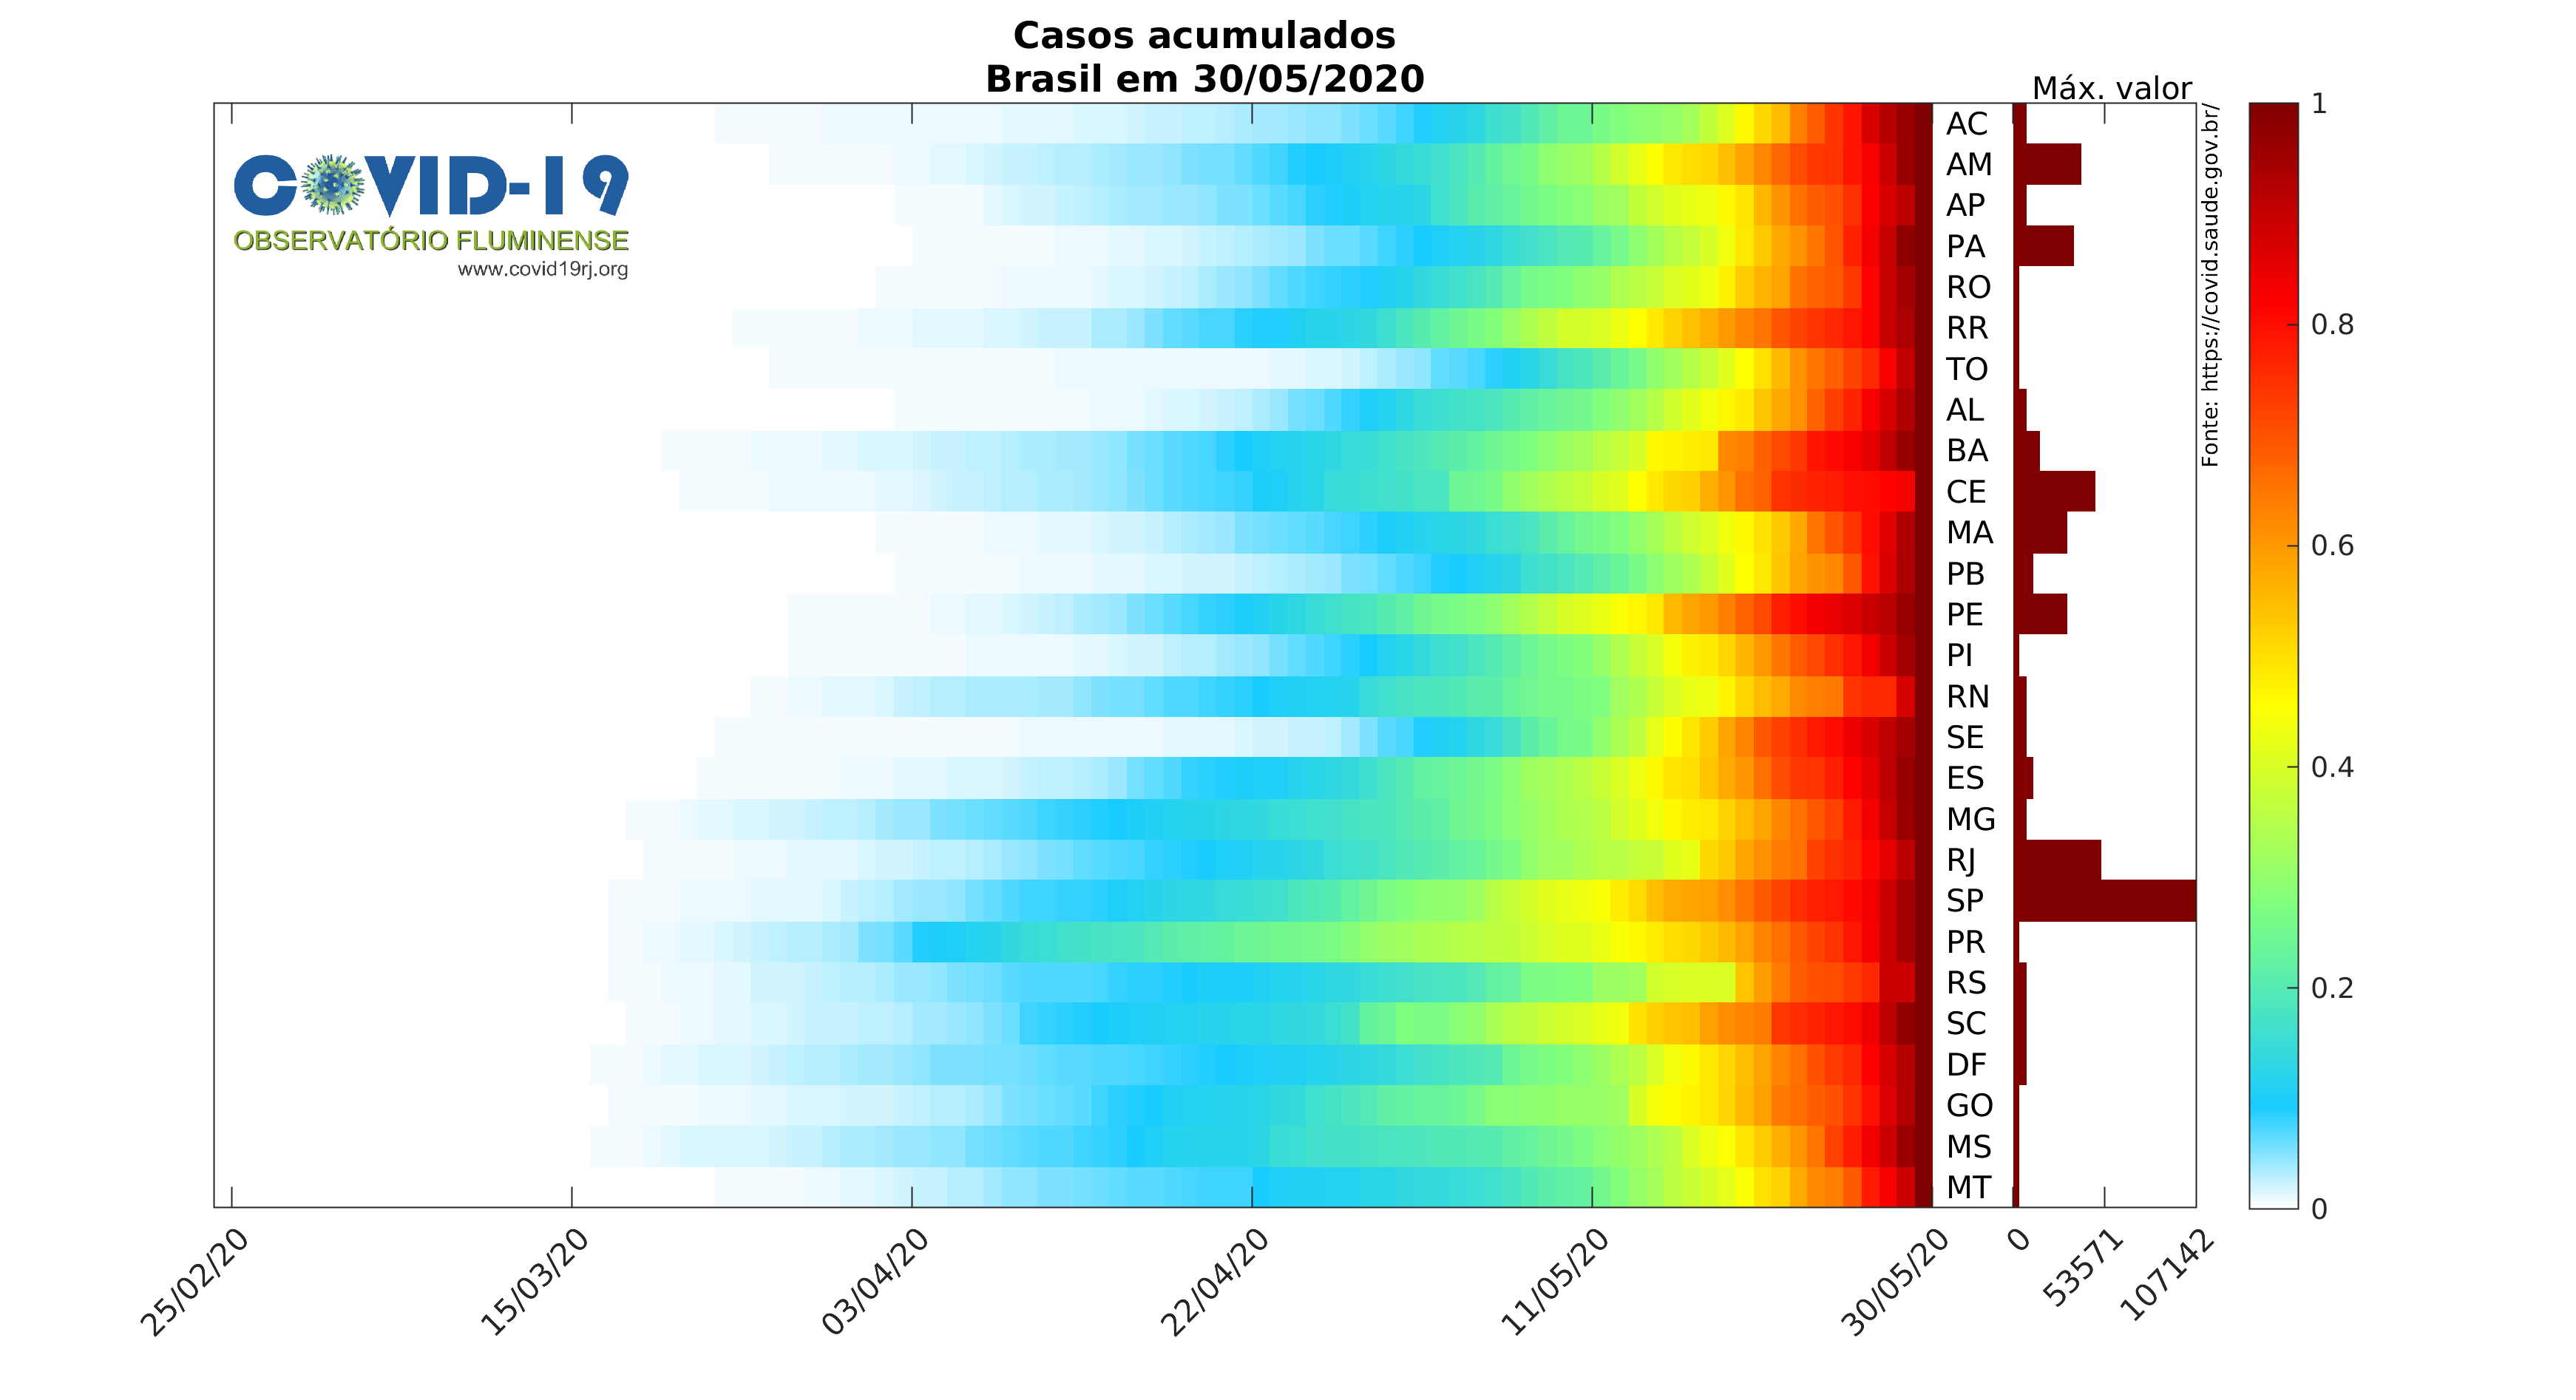 Casos acumulados
Brasil em 30/05/2020
Máx. valor
COVID-19
OBSERVATÓRIO FLUMINENSE
www.covid19rj.org
AC
AM
AP
PA
RO
RR
TO
AL
BA
CE
MA
PB
PE
PI
RN
SE
ES
MG
RJ
SP
PR
RS
SC
DF
GO
MS
MT
Fonte: https://covid.saude.gov.br/
1
0.8
0.6
0.4
0.2
0
25/02/20
15/03/20
03/04/20
22/04/20
11/05/20
30/05/20
0
53571
107142